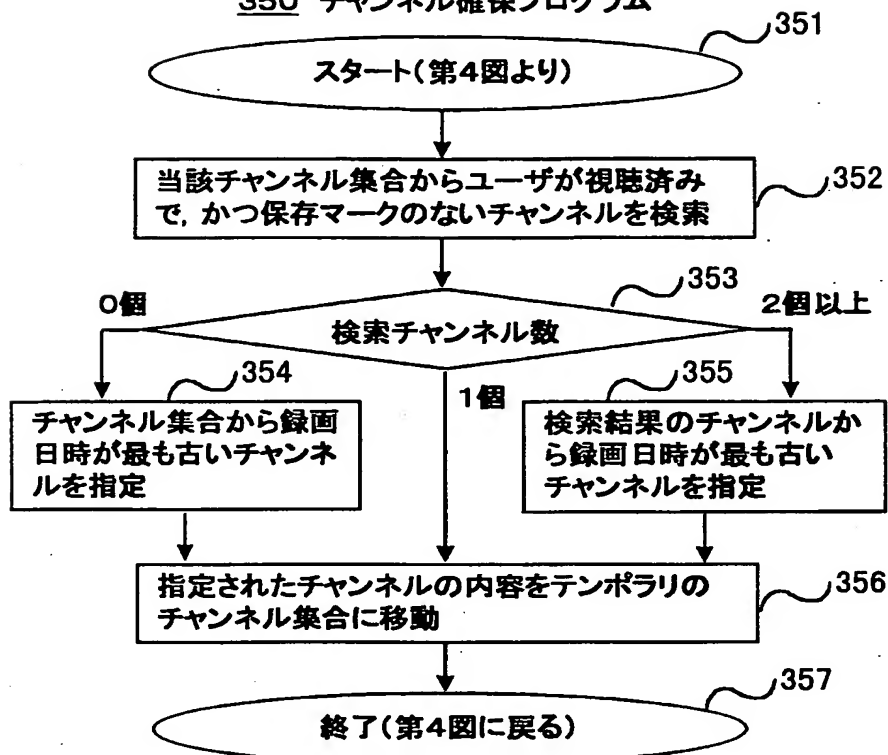 350 チャンネル確保プログラム
351
スタート(第4図より)
当該チャンネル集合からユーザが視聴済み
で,かつ保存マークのないチャンネルを検索
352
353
0個
2個以上
検索チャンネル数
354
1個
355
チャンネル集合から録画
日時が最も古いチャンネ
ルを指定
検索結果のチャンネルか
ら録画日時が最も古い
チャンネルを指定
指定されたチャンネルの内容をテンポラリの
チャンネル集合に移動
356
357
終了(第4図に戻る)